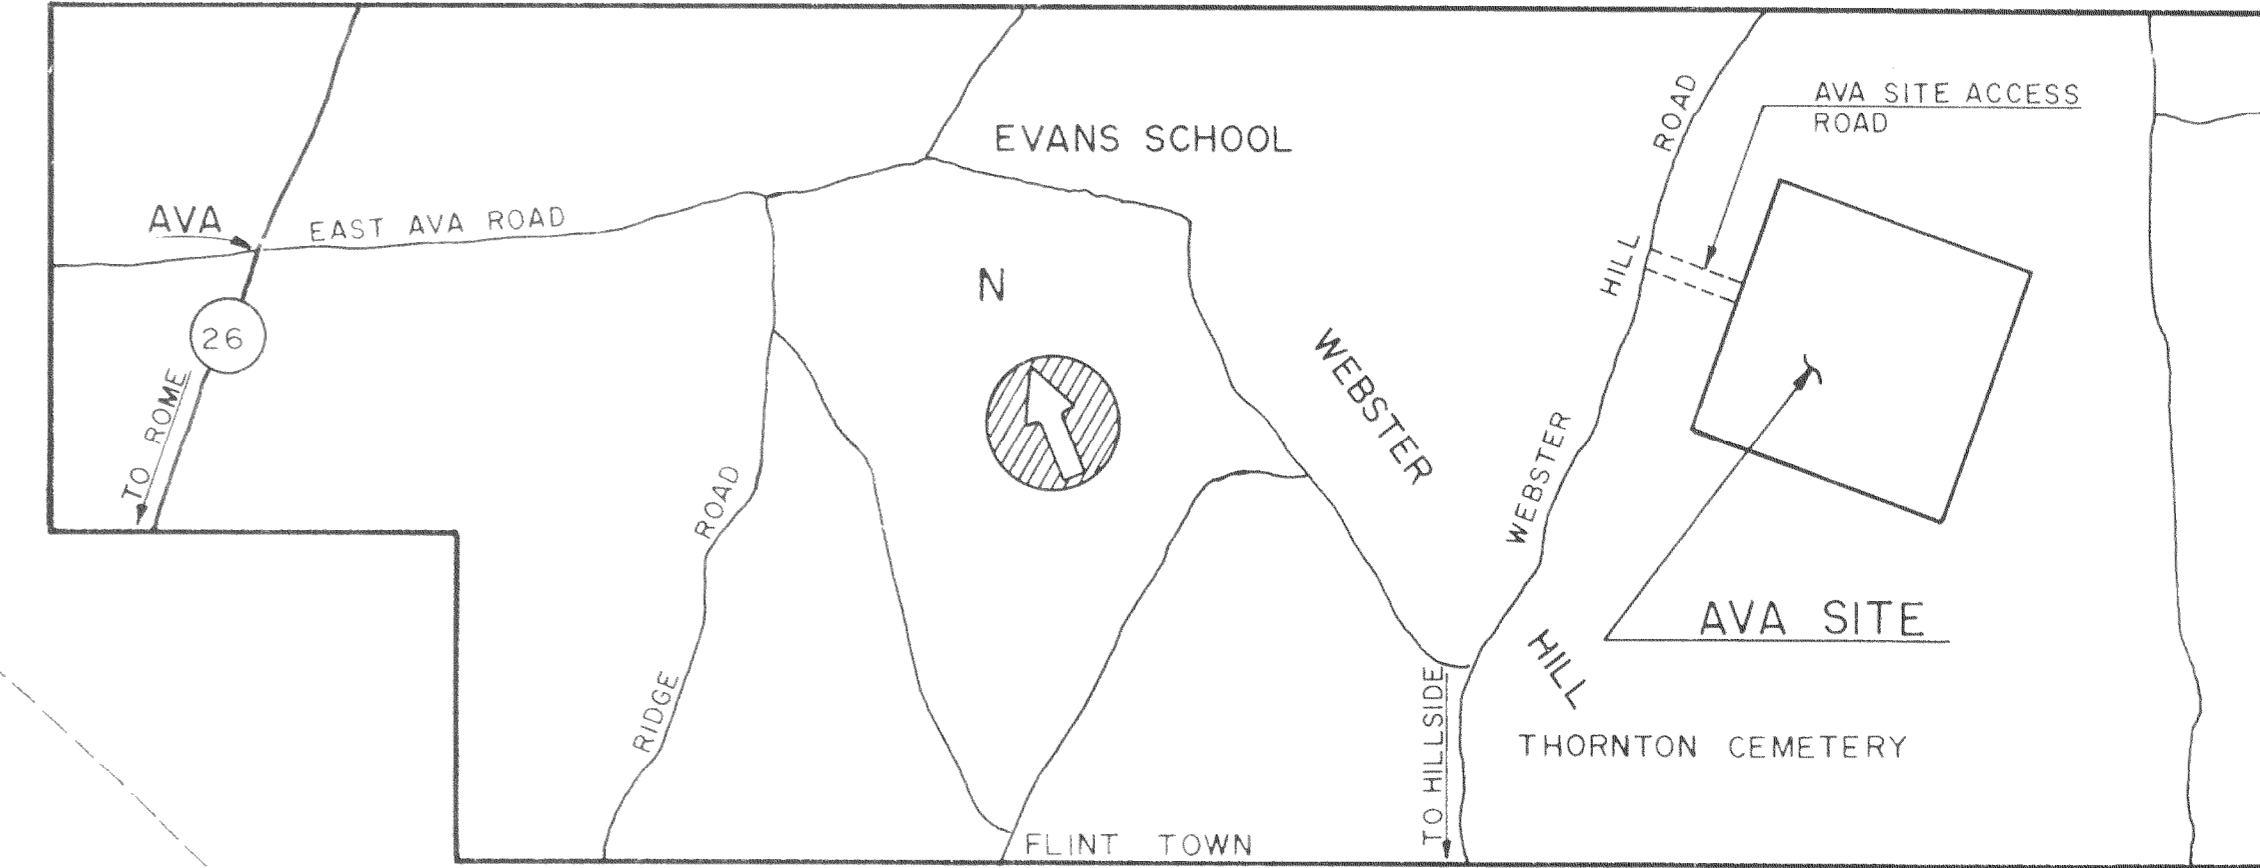 AVA SITE ACCESS
ROAD
EVANS SCHOOL
AVA
EAST AVA ROAD
26
TO ROME
N
WEBSTER
HILL
WEBSTER HILL ROAD
RIDGE ROAD
AVA SITE
THORNTON CEMETERY
TO HILLSIDE
FLINT TOWN